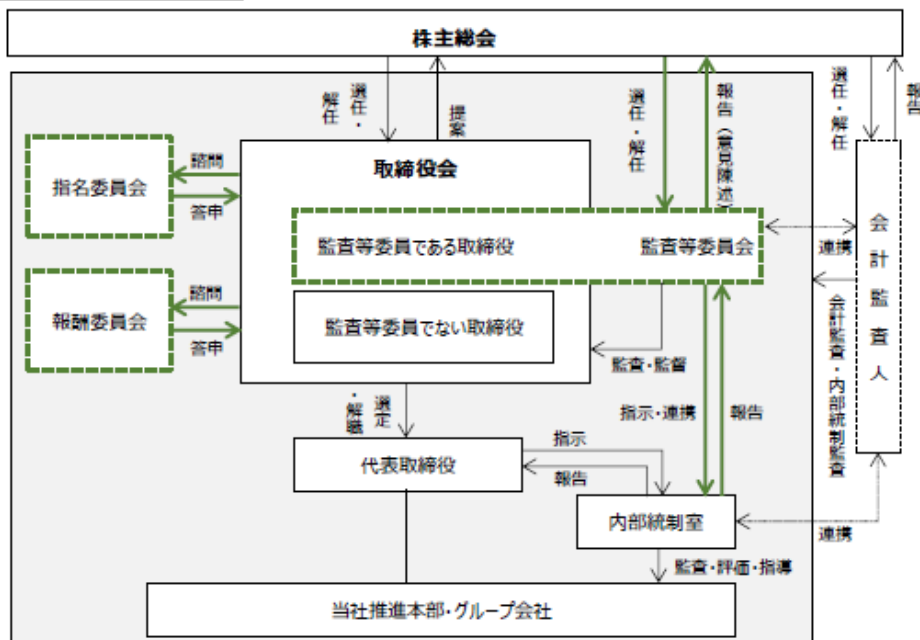 株主総会
選任・解任
提案
選任・解任
報告(意見陳述)
選任・解任
報告
取締役会
指名委員会
諮問
答申
監査等委員である取締役
監査等委員会
連携
会計監査人
報酬委員会
諮問
答申
監査等委員でない取締役
監査・監督
会計監査・内部統制監査
選定・解職
指示・連携
報告
代表取締役
指示
報告
内部統制室
連携
監査・評価・指導
当社推進本部・グループ会社